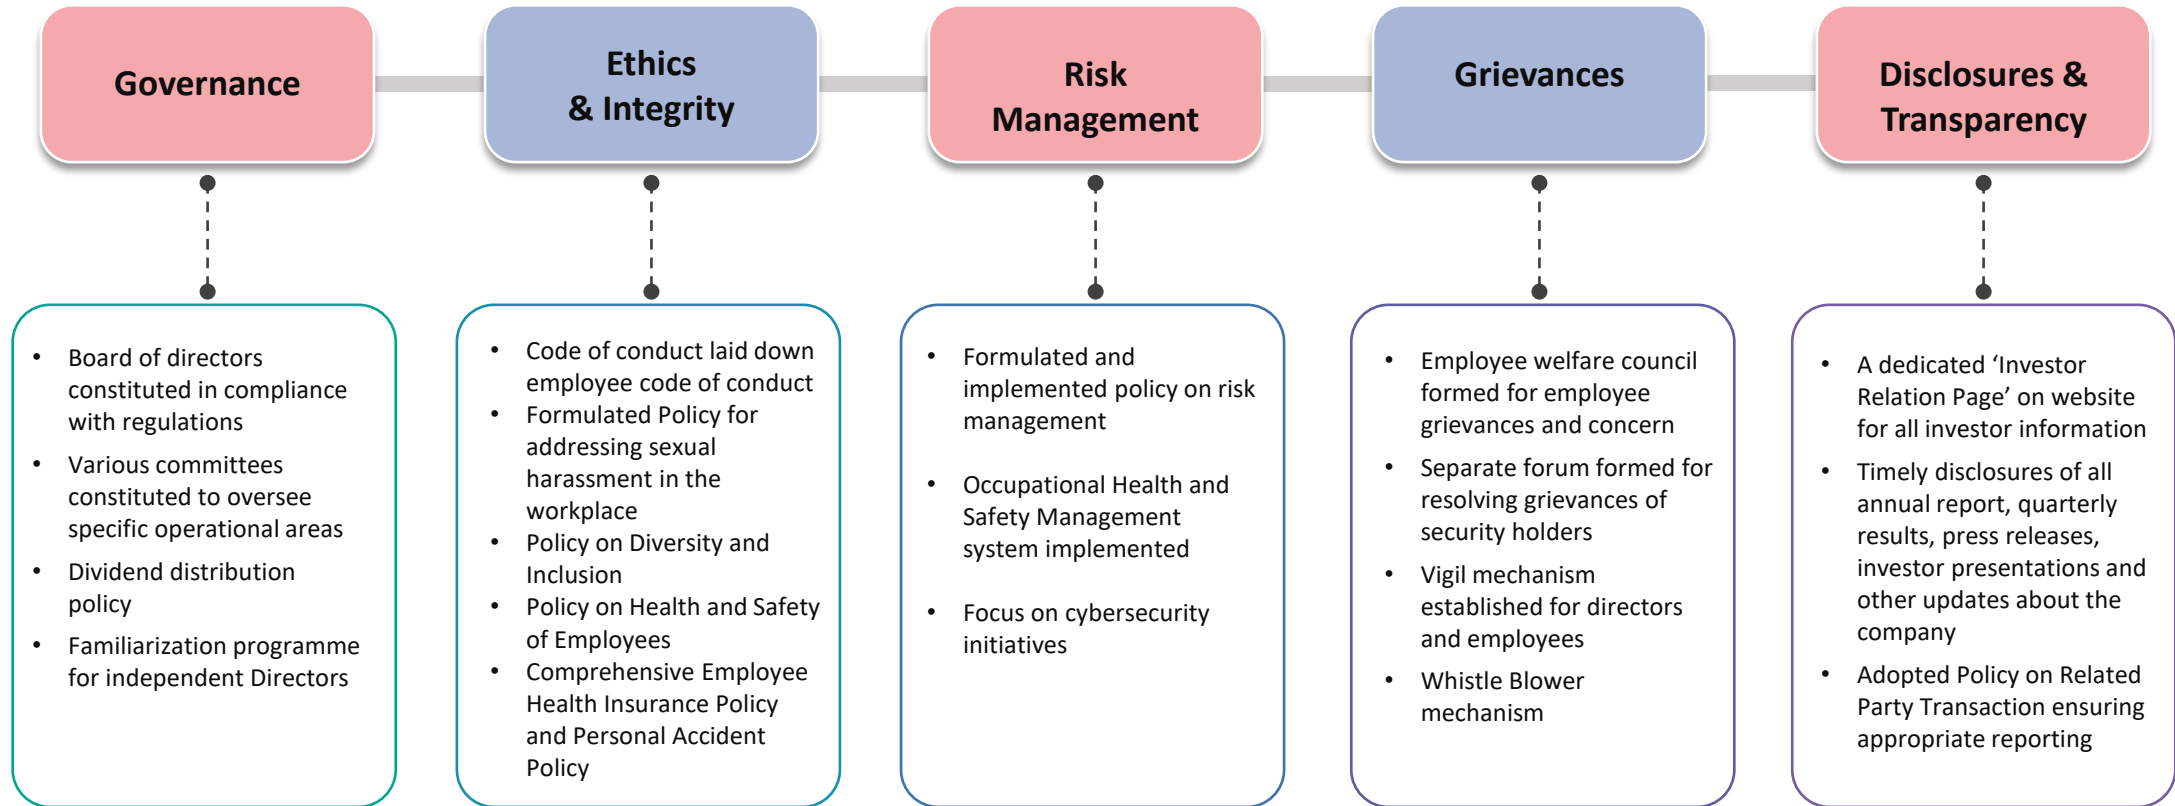 Governance
Ethics
& Integrity
Risk
Management
Grievances
Disclosures &
Transparency
• Board of directors
constituted in compliance
with regulations
• Various committees
constituted to oversee
specific operational areas
• Dividend distribution
policy
• Familiarization programme
for independent Directors
• Code of conduct laid down
employee code of conduct
• Formulated Policy for
addressing sexual
harassment in the
workplace
• Policy on Diversity and
Inclusion
• Policy on Health and Safety
of Employees
• Comprehensive Employee
Health Insurance Policy
and Personal Accident
Policy
• Formulated and
implemented policy on risk
management
• Occupational Health and
Safety Management
system implemented
• Focus on cybersecurity
initiatives
• Employee welfare council
formed for employee
grievances and concern
• Separate forum formed for
resolving grievances of
security holders
• Vigil mechanism
established for directors
and employees
• Whistle Blower
mechanism
• A dedicated ‘Investor
Relation Page’ on website
for all investor information
• Timely disclosures of all
annual report, quarterly
results, press releases,
investor presentations and
other updates about the
company
• Adopted Policy on Related
Party Transaction ensuring
appropriate reporting